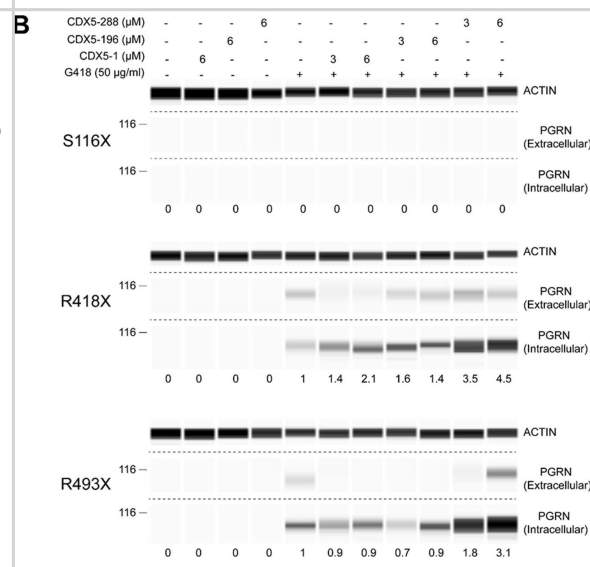 B
CDX5-288 (µM) - - - 6 - - - - - 3 6
CDX5-196 (µM) - - 6 - - - - 3 6 - -
CDX5-1 (µM) - 6 - - - 3 6 - - - -
G418 (50 µg/ml) - - - - + + + + + + +
ACTIN
116
PGRN
(Extracellular)
S116X
116
PGRN
(Intracellular)
0 0 0 0 0 0 0 0 0 0 0
ACTIN
116
PGRN
(Extracellular)
R418X
116
PGRN
(Intracellular)
0 0 0 0 1 1.4 2.1 1.6 1.4 3.5 4.5
ACTIN
116
PGRN
(Extracellular)
R493X
116
PGRN
(Intracellular)
0 0 0 0 1 0.9 0.9 0.7 0.9 1.8 3.1